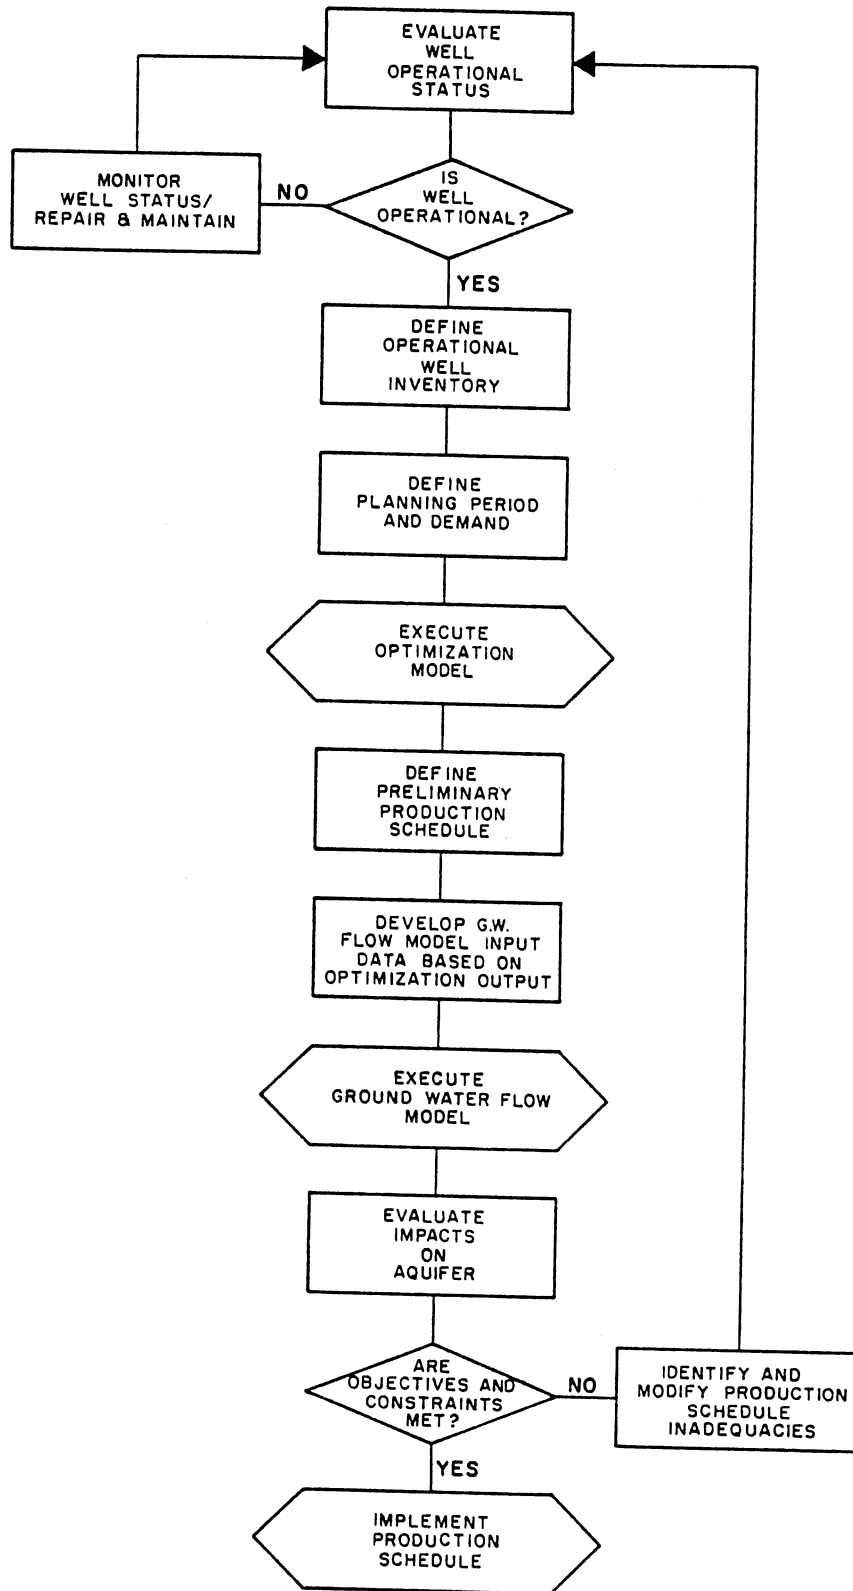 EVALUATE
WELL
OPERATIONAL
STATUS
MONITOR
WELL STATUS/
REPAIR & MAINTAIN
NO
IS
WELL
OPERATIONAL?
YES
DEFINE
OPERATIONAL
WELL
INVENTORY
DEFINE
PLANNING PERIOD
AND DEMAND
EXECUTE
OPTIMIZATION
MODEL
DEFINE
PRELIMINARY
PRODUCTION
SCHEDULE
DEVELOP G.W.
FLOW MODEL INPUT
DATA BASED ON
OPTIMIZATION OUTPUT
EXECUTE
GROUND WATER FLOW
MODEL
EVALUATE
IMPACTS
ON
AQUIFER
ARE
OBJECTIVES AND
CONSTRAINTS
MET?
NO
IDENTIFY AND
MODIFY PRODUCTION
SCHEDULE
INADEQUACIES
YES
IMPLEMENT
PRODUCTION
SCHEDULE